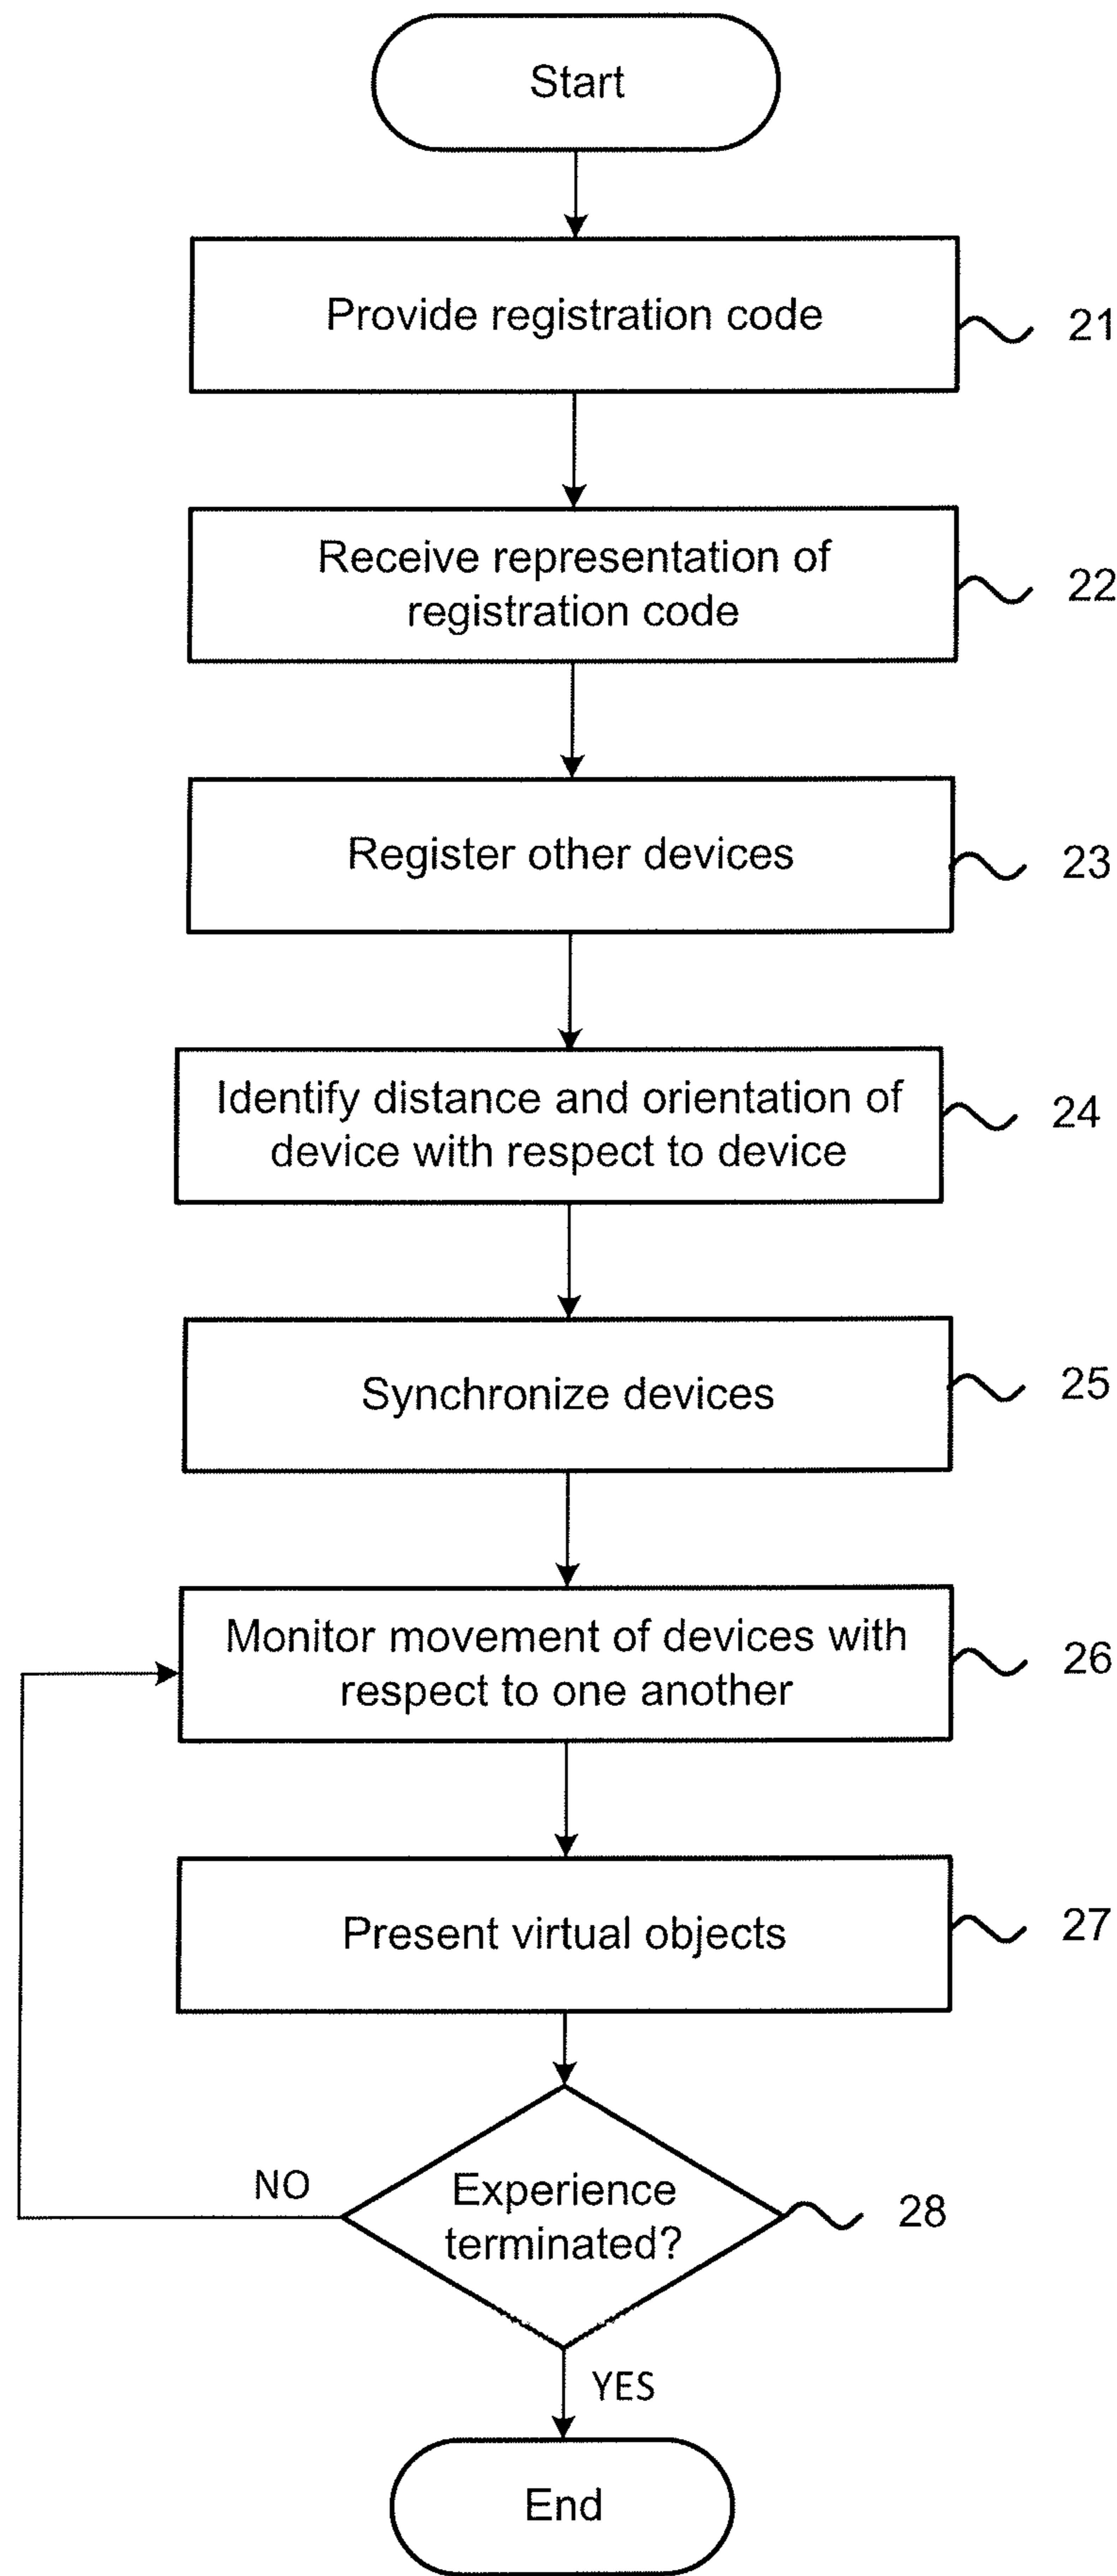 Start
Provide registration code
21
Receive representation of
registration code
22
Register other devices
23
Identify distance and orientation of
device with respect to device
24
Synchronize devices
25
Monitor movement of devices with
respect to one another
26
Present virtual objects
27
NO
Experience
terminated?
28
YES
End